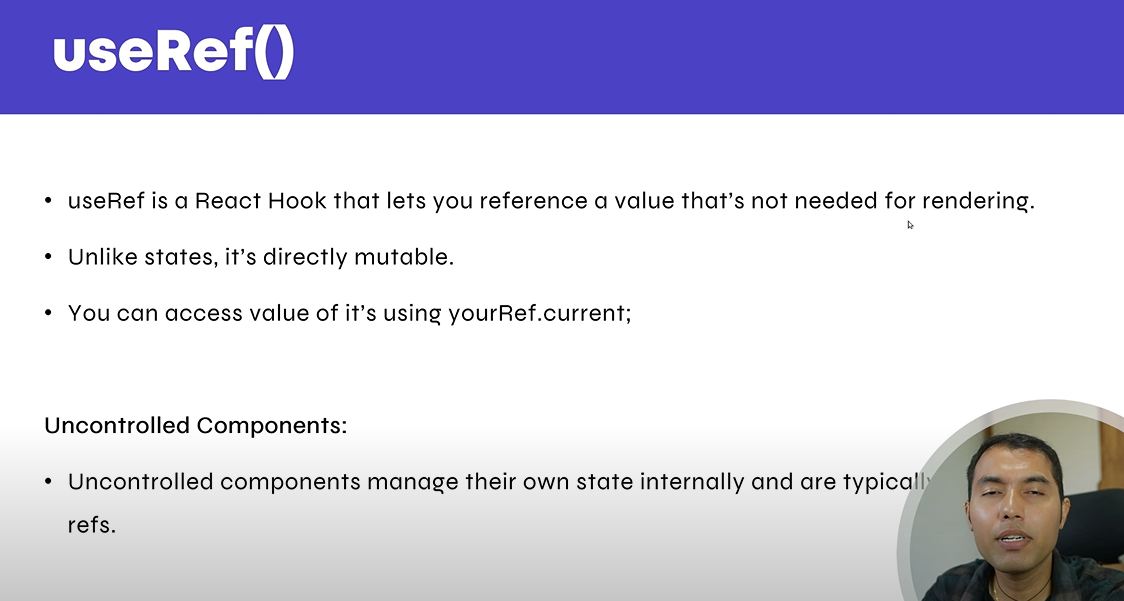 useRef()
• useRef is a React Hook that lets you reference a value that’s not needed for rendering.
• Unlike states, it’s directly mutable.
• You can access value of it’s using yourRef.current;
Uncontrolled Components:
• Uncontrolled components manage their own state internally and are typically
refs.